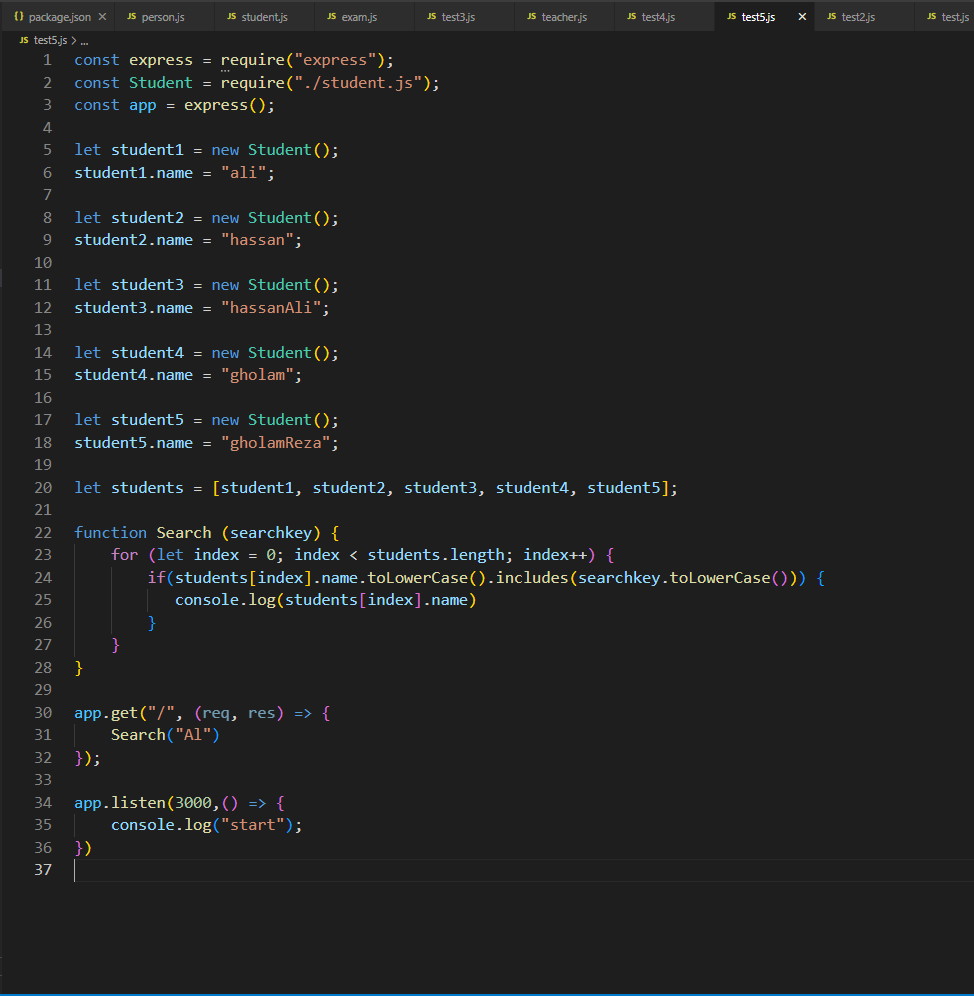 {} package.json × JS person.js JS student.js JS exam.js JS test3.js JS teacher.js JS test4.js JS test5.js × JS test2.js JS test.js
JS test5.js > ...
1 const express = require("express");
2 const Student = require("./student.js");
3 const app = express();
4
5 let student1 = new Student();
6 student1.name = "ali";
7
8 let student2 = new Student();
9 student2.name = "hassan";
10
11 let student3 = new Student();
12 student3.name = "hassanAli";
13
14 let student4 = new Student();
15 student4.name = "gholam";
16
17 let student5 = new Student();
18 student5.name = "gholamReza";
19
20 let students = [student1, student2, student3, student4, student5];
21
22 function Search (searchkey) {
23     for (let index = 0; index < students.length; index++) {
24         if(students[index].name.toLowerCase().includes(searchkey.toLowerCase())) {
25            console.log(students[index].name)
26         }
27     }
28 }
29
30 app.get("/", (req, res) => {
31     Search("Al")
32 });
33
34 app.listen(3000,() => {
35     console.log("start");
36 })
37